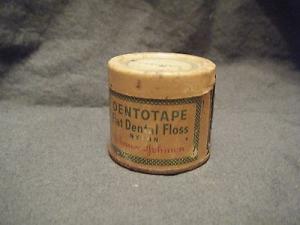 DENTOTAPE
Flat Dental Floss
NYLON
Johnson & Johnson